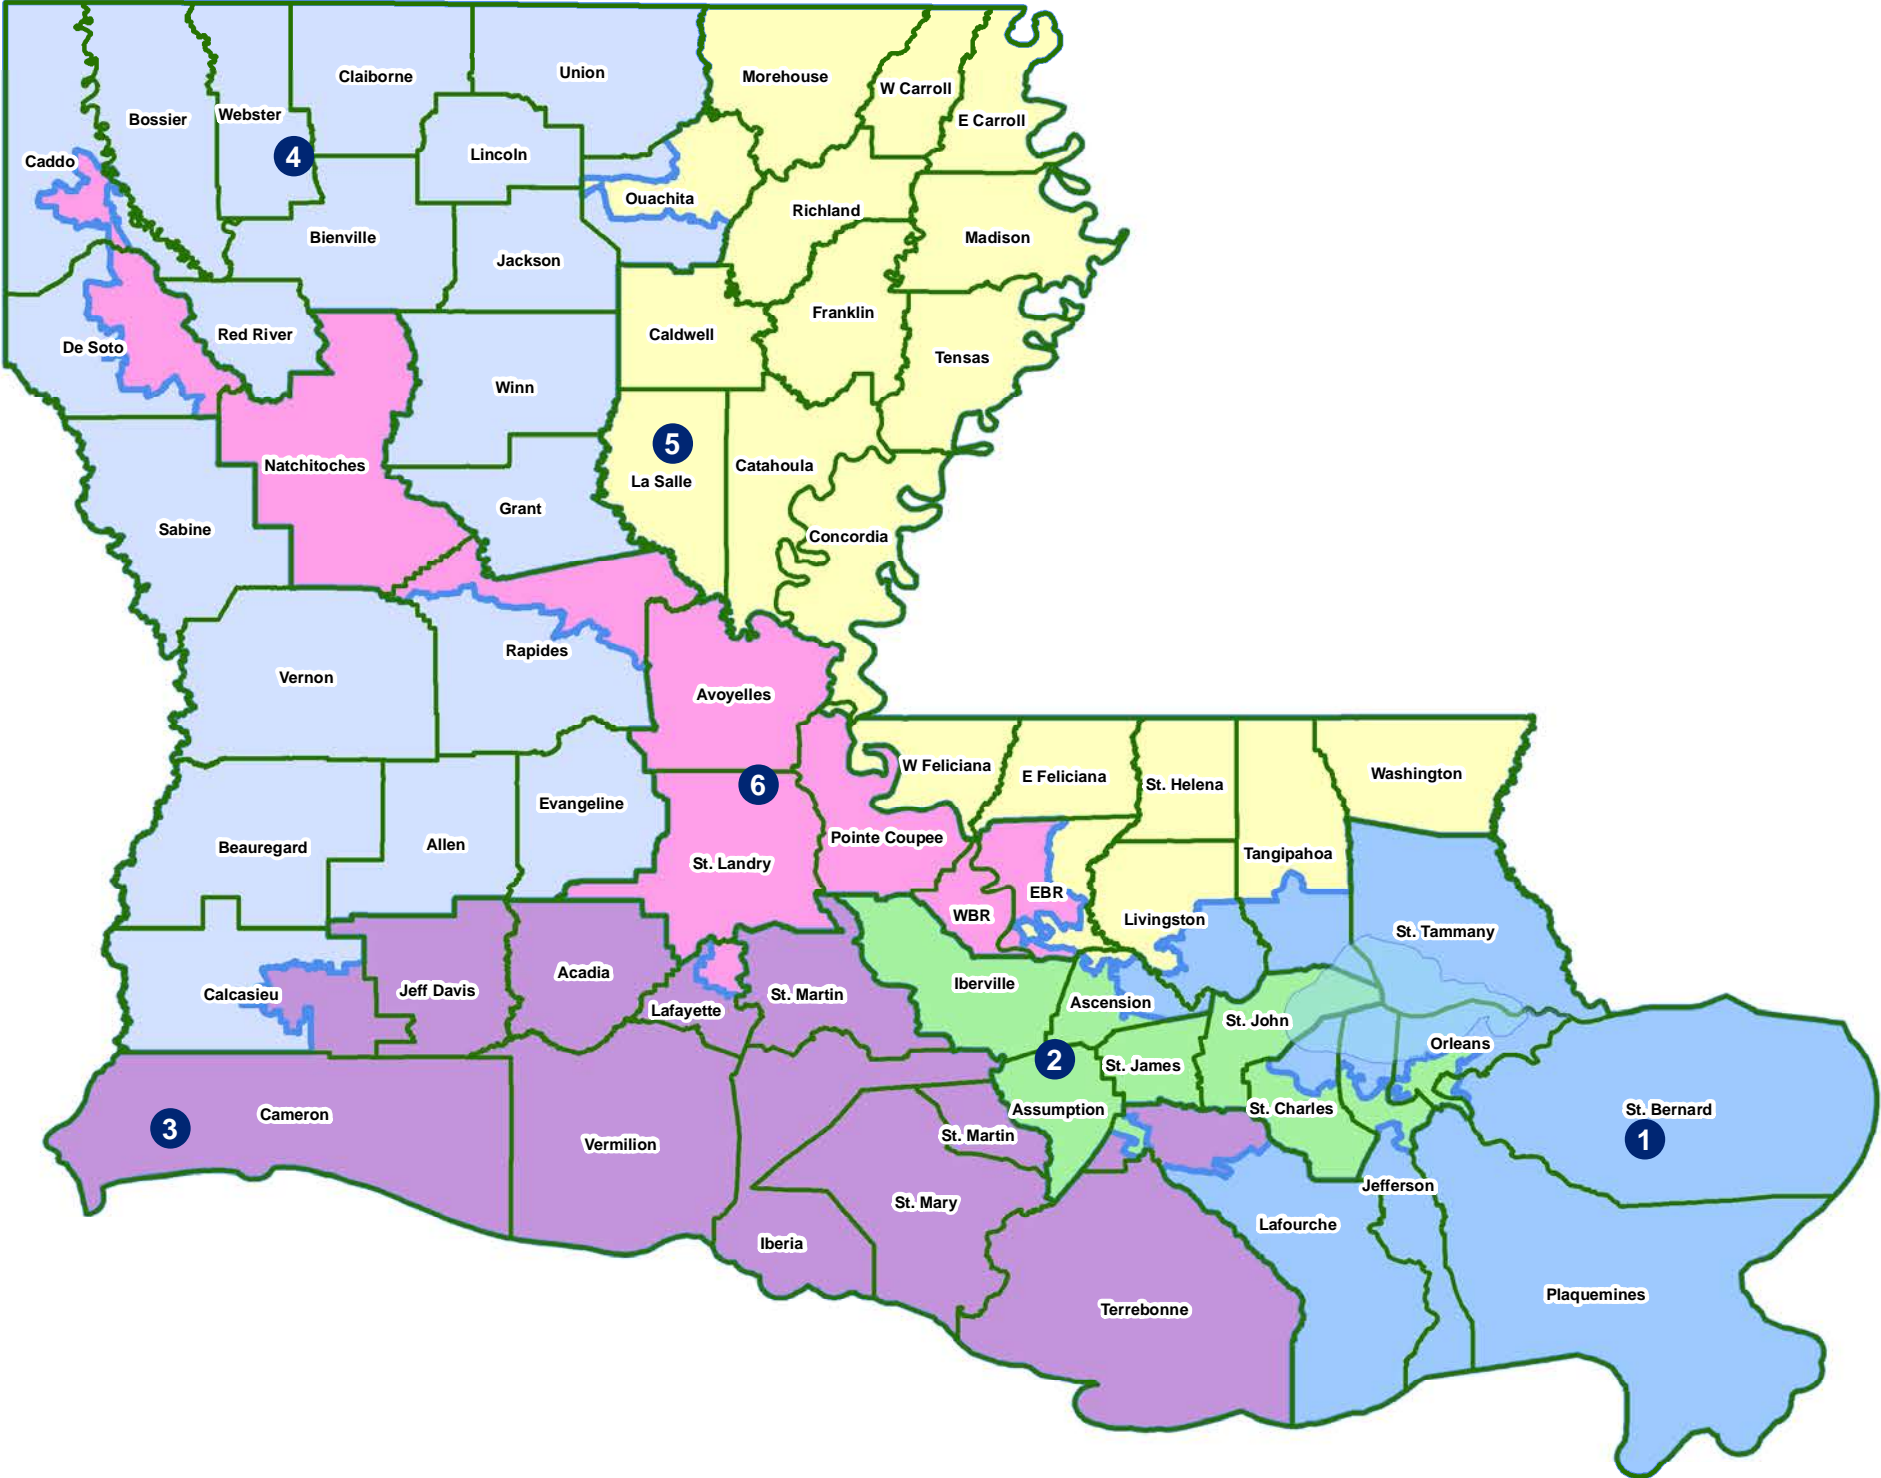 Claiborne
Union
Morehouse
W Carroll
E Carroll
Bossier
Webster
Caddo
4
Lincoln
Ouachita
Richland
Madison
Bienville
Jackson
Franklin
Red River
Caldwell
De Soto
Tensas
Winn
5
La Salle
Catahoula
Natchitoches
Grant
Sabine
Concordia
Rapides
Vernon
Avoyelles
W Feliciana
E Feliciana
St. Helena
Washington
6
Evangeline
Beauregard
Allen
Pointe Coupee
St. Landry
Tangipahoa
EBR
WBR
Livingston
St. Tammany
Acadia
Iberville
Calcasieu
Jeff Davis
St. Martin
Lafayette
Ascension
St. John
Orleans
2
St. James
Cameron
3
Assumption
St. Charles
St. Bernard
1
Vermilion
St. Martin
Jefferson
St. Mary
Lafourche
Iberia
Plaquemines
Terrebonne